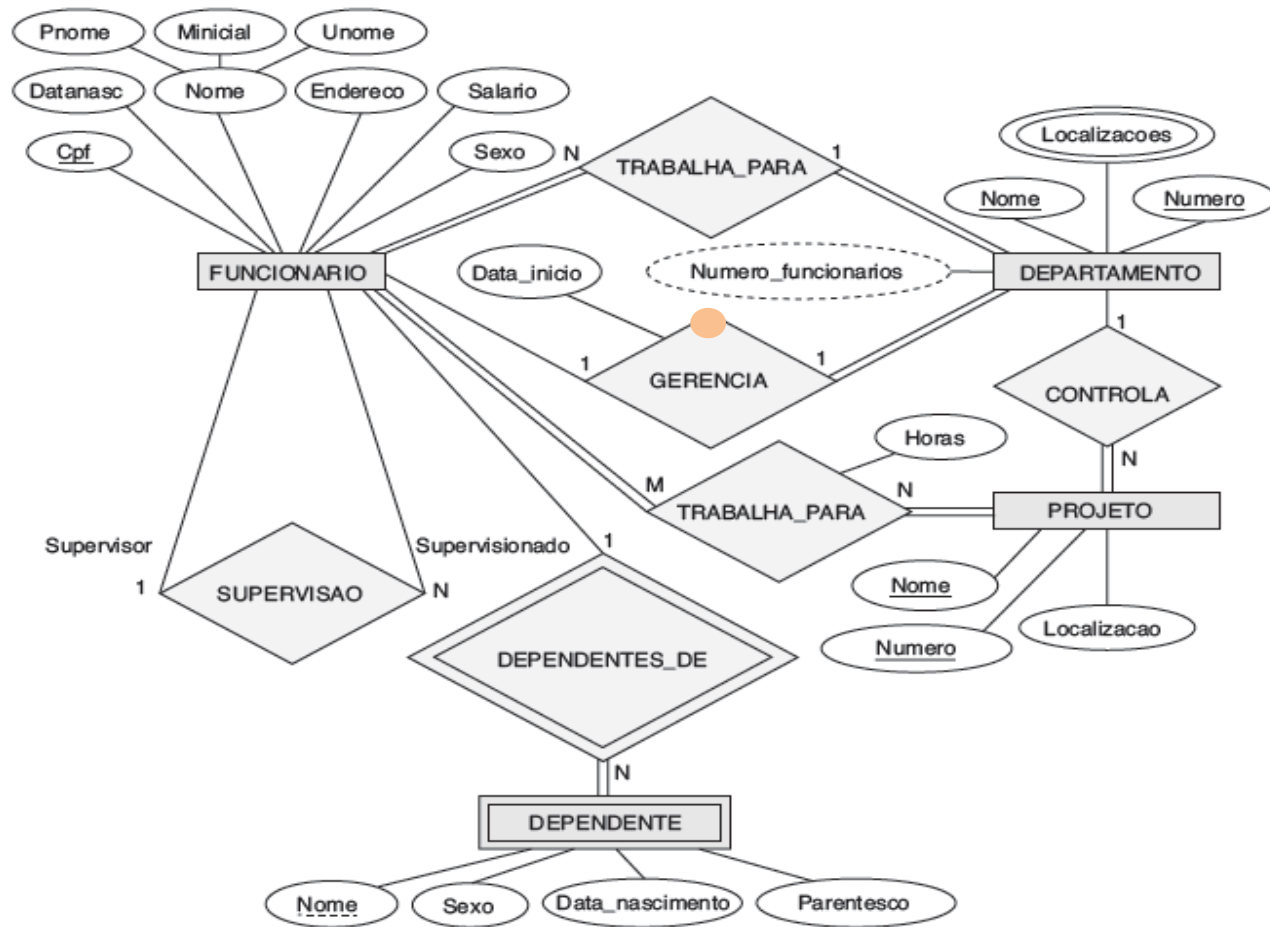 Pnome
Minicial
Unome
Datanasc
Nome
Endereco
Salario
Cpf
Sexo
N
TRABALHA_PARA
1
Localizacoes
Nome
Numero
FUNCIONARIO
Data_inicio
Numero_funcionarios
DEPARTAMENTO
1
GERENCIA
1
1
CONTROLA
N
Horas
M
TRABALHA_PARA
N
PROJETO
Supervisor
1
SUPERVISAO
Supervisionado
N
1
DEPENDENTES_DE
Nome
Numero
Localizacao
N
DEPENDENTE
Nome
Sexo
Data_nascimento
Parentesco